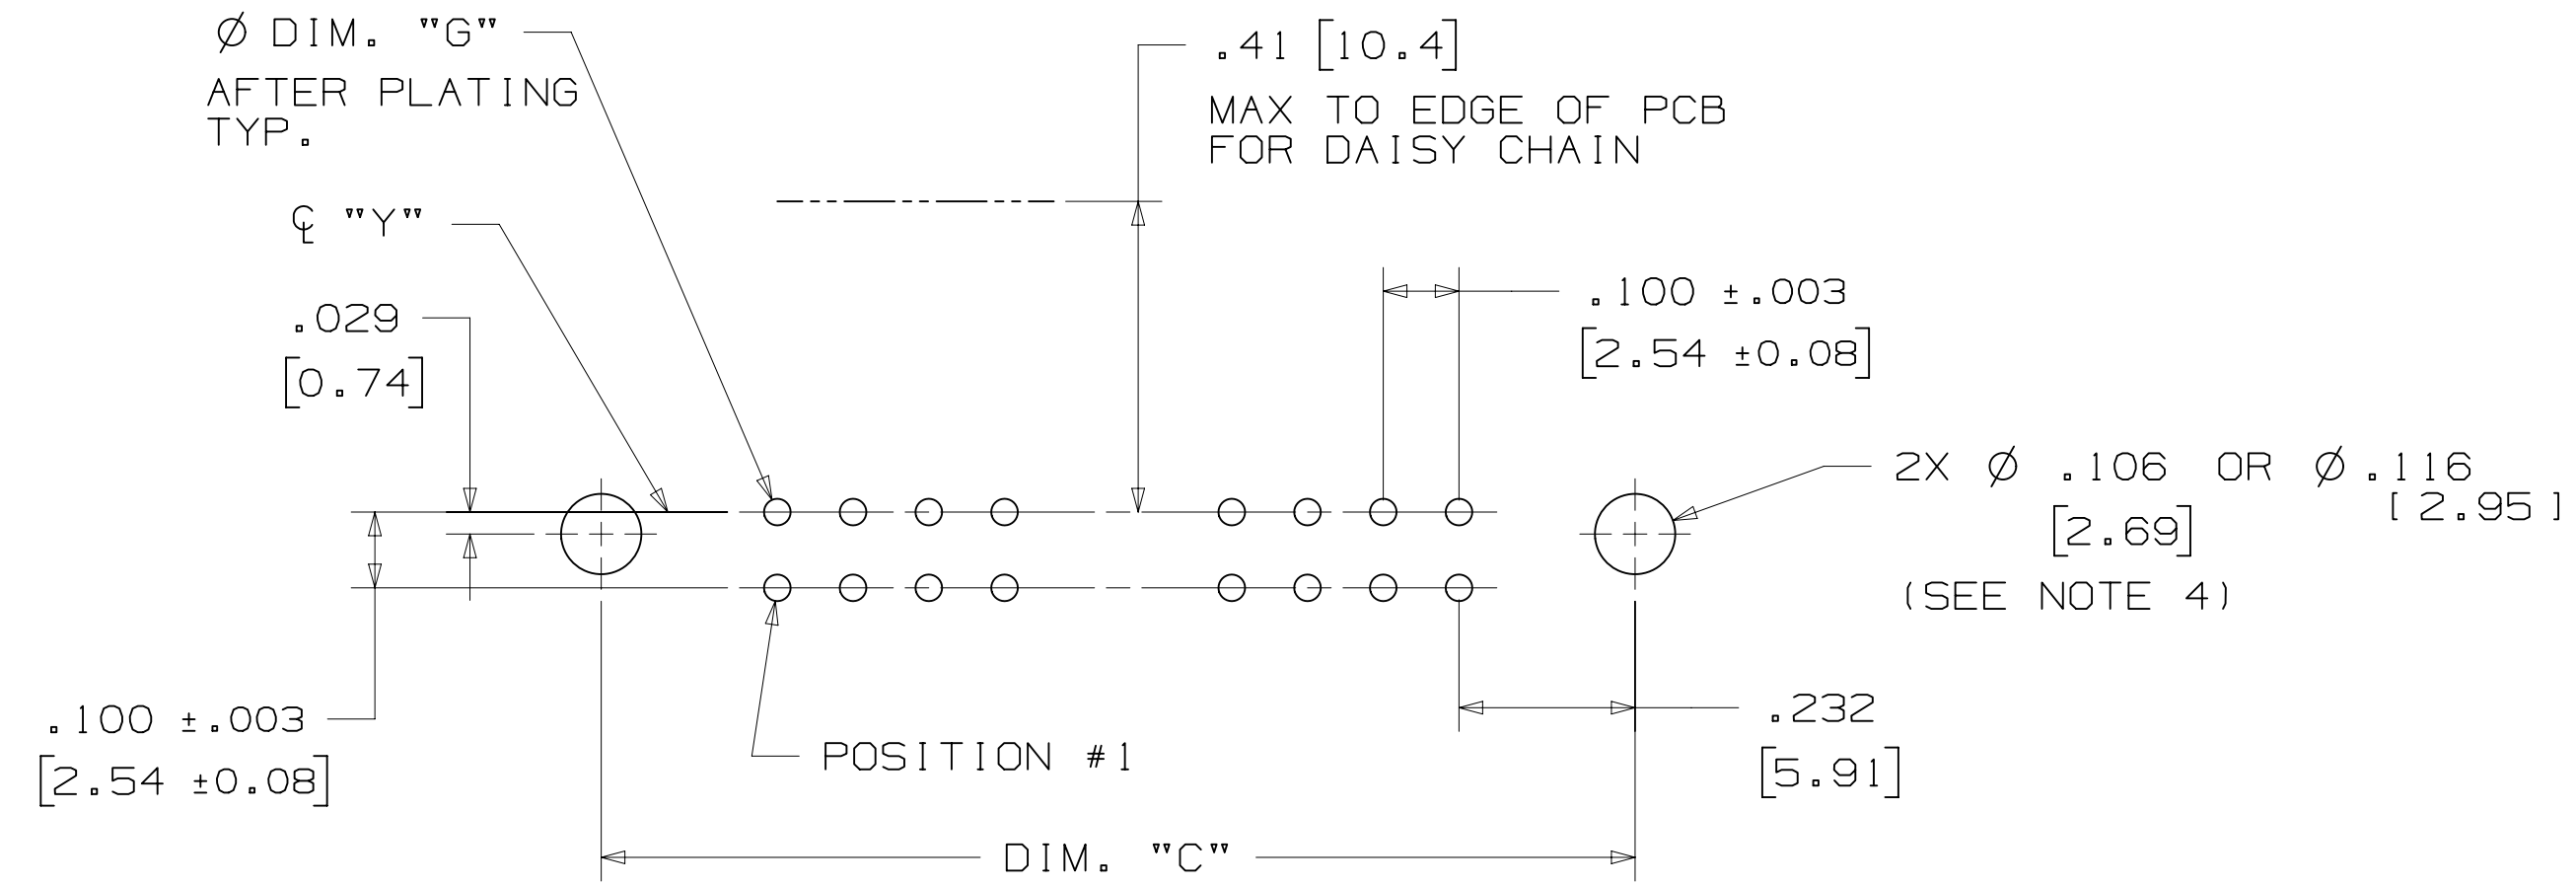 Ø DIM. "G"
AFTER PLATING
TYP.
.41 [10.4]
MAX TO EDGE OF PCB
FOR DAISY CHAIN
℄ "Y"
.029
[0.74]
.100 ±.003
[2.54 ±0.08]
2X Ø .106 OR Ø .116
[2.69] [2.95]
(SEE NOTE 4)
.100 ±.003
[2.54 ±0.08]
POSITION #1
.232
[5.91]
DIM. "C"